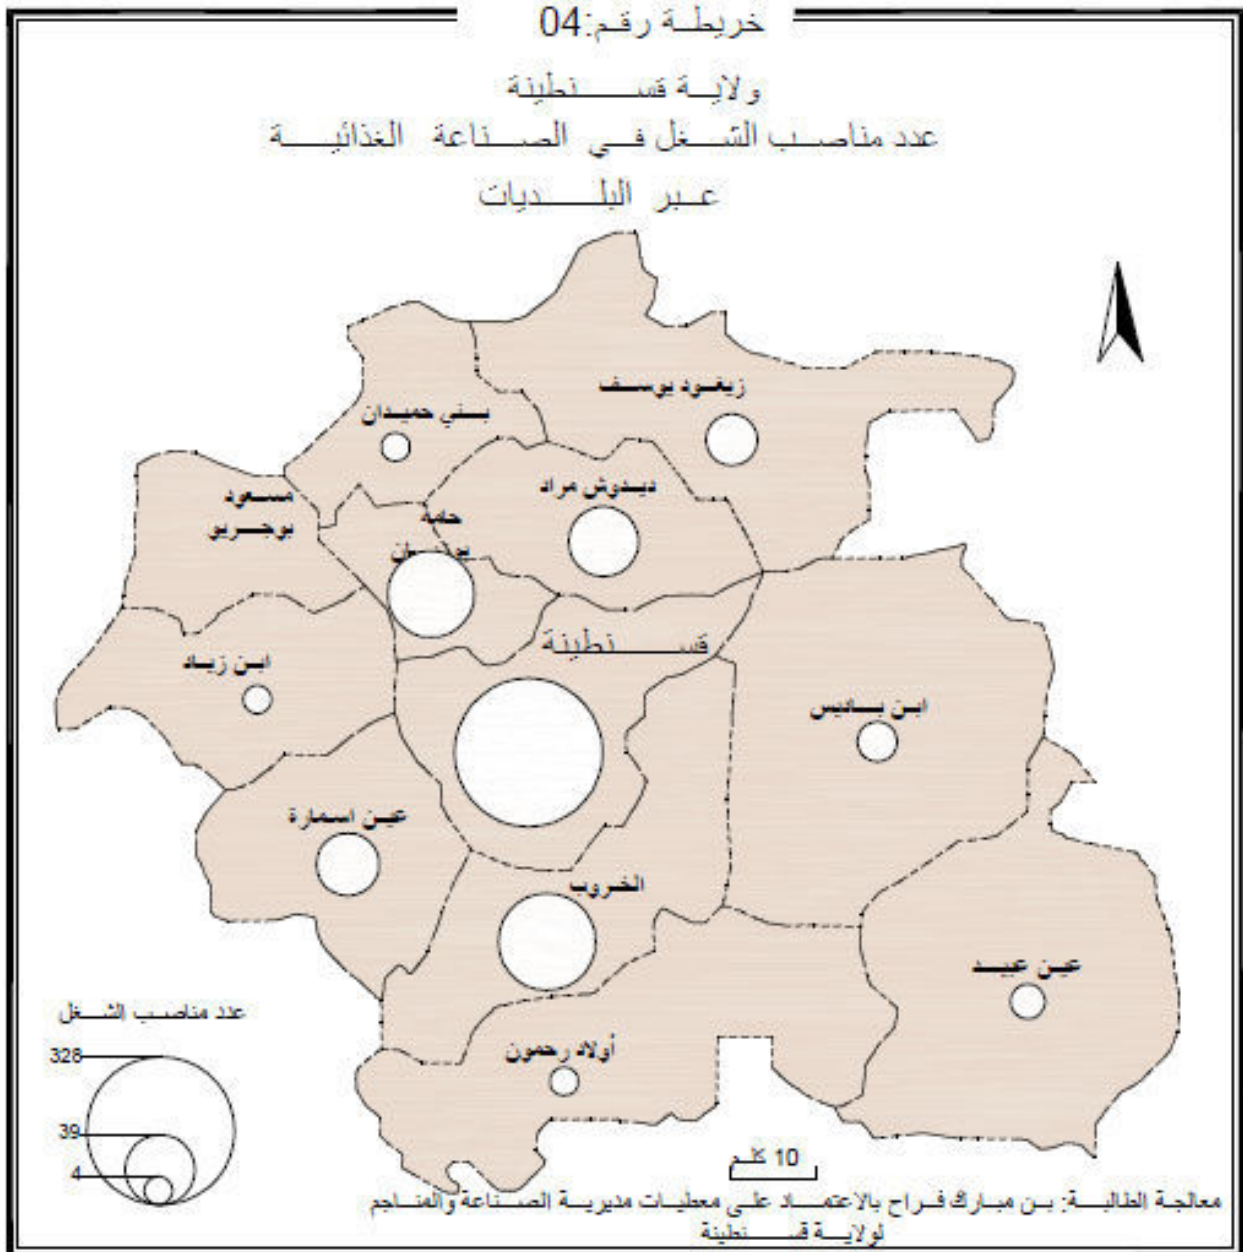 خريطة رقم:04
ولاية قسنطينة
عدد مناصب الشغل في الصناعة الغذائية
عبر البلديات
زيغود يوسف
بني حميدان
ديدوش مراد
مسعود
بوجريو
حامة
قسنطينة
ابن زياد
ابن باديس
عين اسمارة
الخروب
عين عبيد
أولاد رحمون
عدد مناصب الشغل
328
39
4
10 كلم
معالجة الطالبة: بن مبارك فراح بالاعتماد على معطيات مديرية الصناعة والمناجم
لولاية قسنطينة